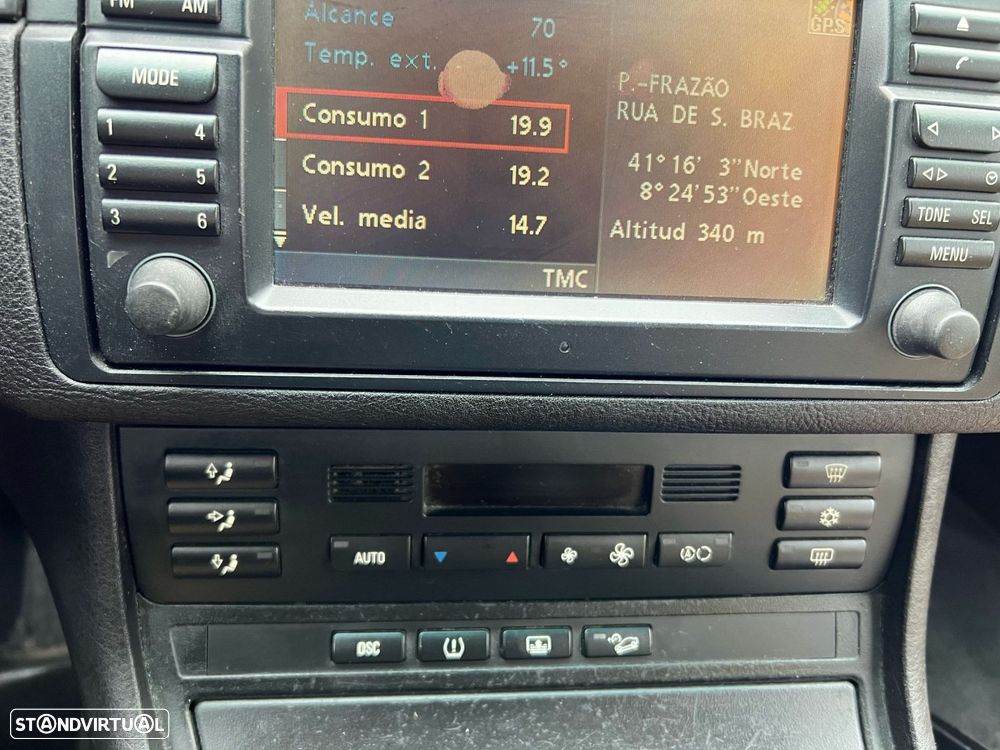 FM AM
MODE
1 4
2 5
3 6
Alcance 70
Temp. ext. +11.5°
Consumo 1 19.9
Consumo 2 19.2
Vel. media 14.7
TMC
GPS
P.-FRAZÃO
RUA DE S. BRAZ
41° 16' 3"Norte
8° 24'53"Oeste
Altitud 340 m
TONE SEL
MENU
AUTO
DSC
STANDVIRTUAL